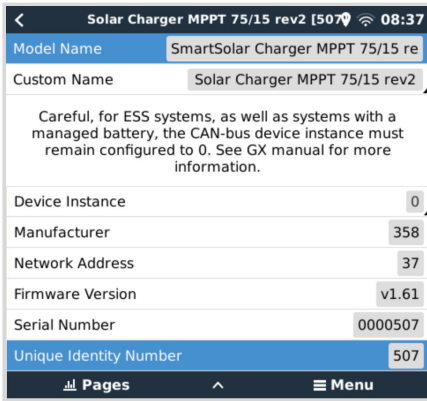 Solar Charger MPPT 75/15 rev2 [507 08:37
Model Name SmartSolar Charger MPPT 75/15 re
Custom Name Solar Charger MPPT 75/15 rev2
Careful, for ESS systems, as well as systems with a
managed battery, the CAN-bus device instance must
remain configured to 0. See GX manual for more
information.
Device Instance 0
Manufacturer 358
Network Address 37
Firmware Version v1.61
Serial Number 0000507
Unique Identity Number 507
Pages Menu